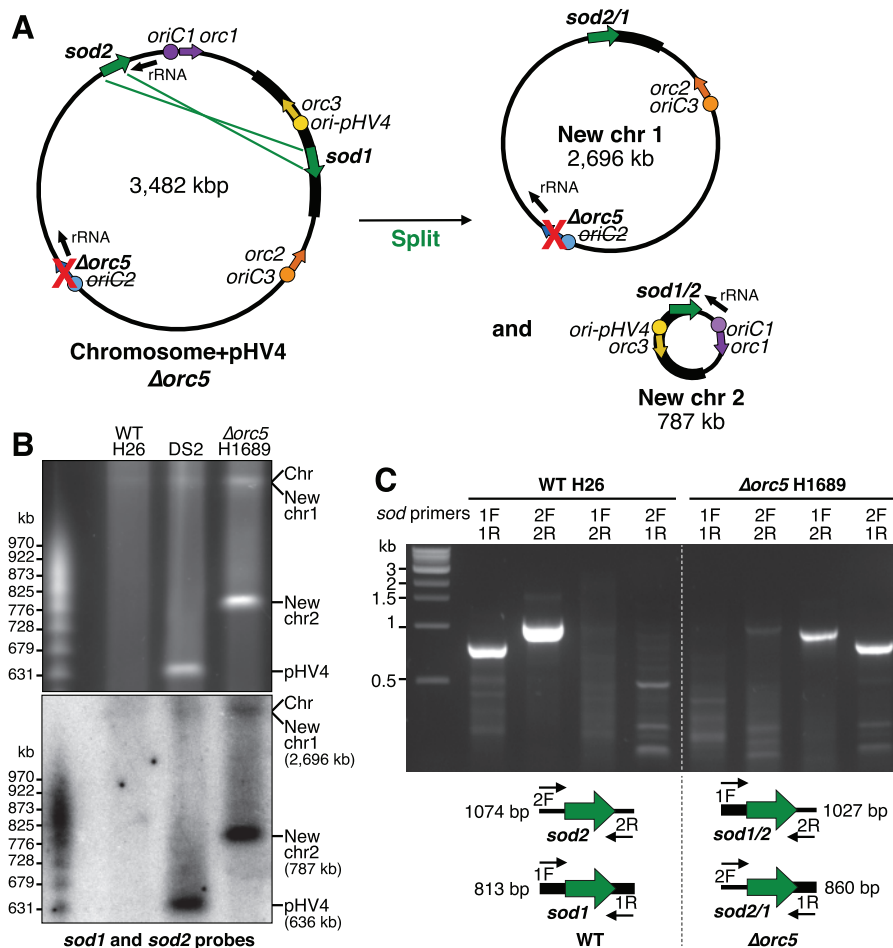 A
oriC1 orc1
sod2
rRNA
orc3
ori-pHV4
sod1
3,482 kbp
rRNA
Δorc5
oriC2
orc2
oriC3
Chromosome+pHV4
Δorc5
Split
sod2/1
orc2
oriC3
New chr 1
2,696 kb
rRNA
Δorc5
oriC2
and
sod1/2
rRNA
ori-pHV4
orc3
oriC1
orc1
New chr 2
787 kb
B
WT
H26
DS2
Δorc5
H1689
kb
970
922
873
825
776
728
679
631
Chr
New
chr1
New
chr2
pHV4
kb
970
922
873
825
776
728
679
631
Chr
New
chr1
(2,696 kb)
New
chr2
(787 kb)
pHV4
(636 kb)
sod1 and sod2 probes
C
WT H26
Δorc5 H1689
sod primers
1F 2F 1F 2F 1F 2F 1F 2F
1R 2R 2R 1R 1R 2R 2R 1R
kb
3
2
1.5
1
0.5
1074 bp
2F
2R
sod2
813 bp
1F
1R
sod1
WT
1F
2R
sod1/2
1027 bp
2F
1R
sod2/1
860 bp
Δorc5